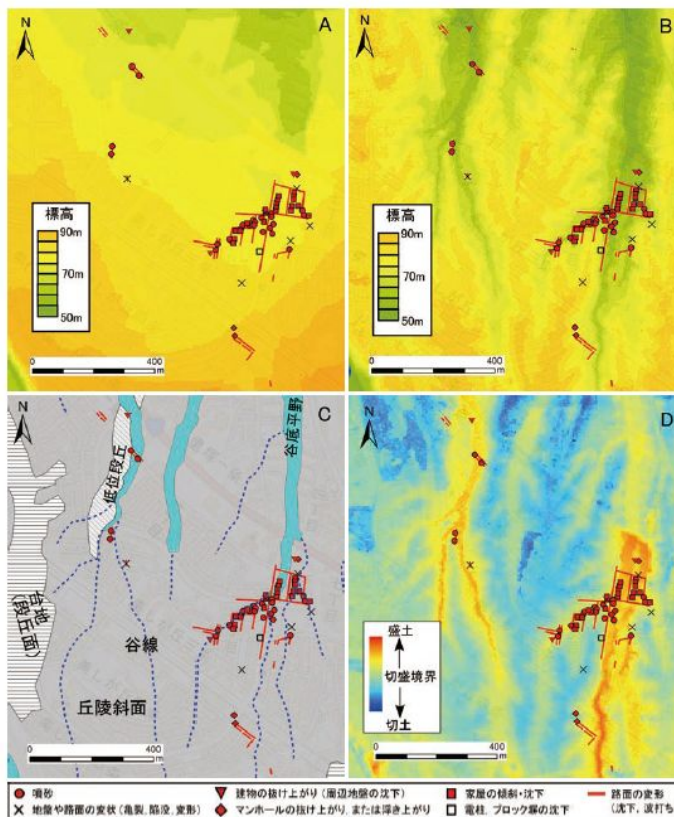 N
A
標高
90m
70m
50m
0
400
m
N
B
標高
90m
70m
50m
0
400
m
N
C
低位段丘
谷底平野
台地
(段丘面)
谷線
丘陵斜面
0
400
m
N
D
盛土
切盛境界
切土
0
400
m
噴砂
建物の抜け上がり(周辺地盤の沈下)
家屋の傾斜・沈下
路面の変形
(沈下, 波打ち)
地盤や路面の変状(亀裂, 陥没, 変形)
マンホールの抜け上がり, または浮き上がり
電柱, ブロック塀の沈下